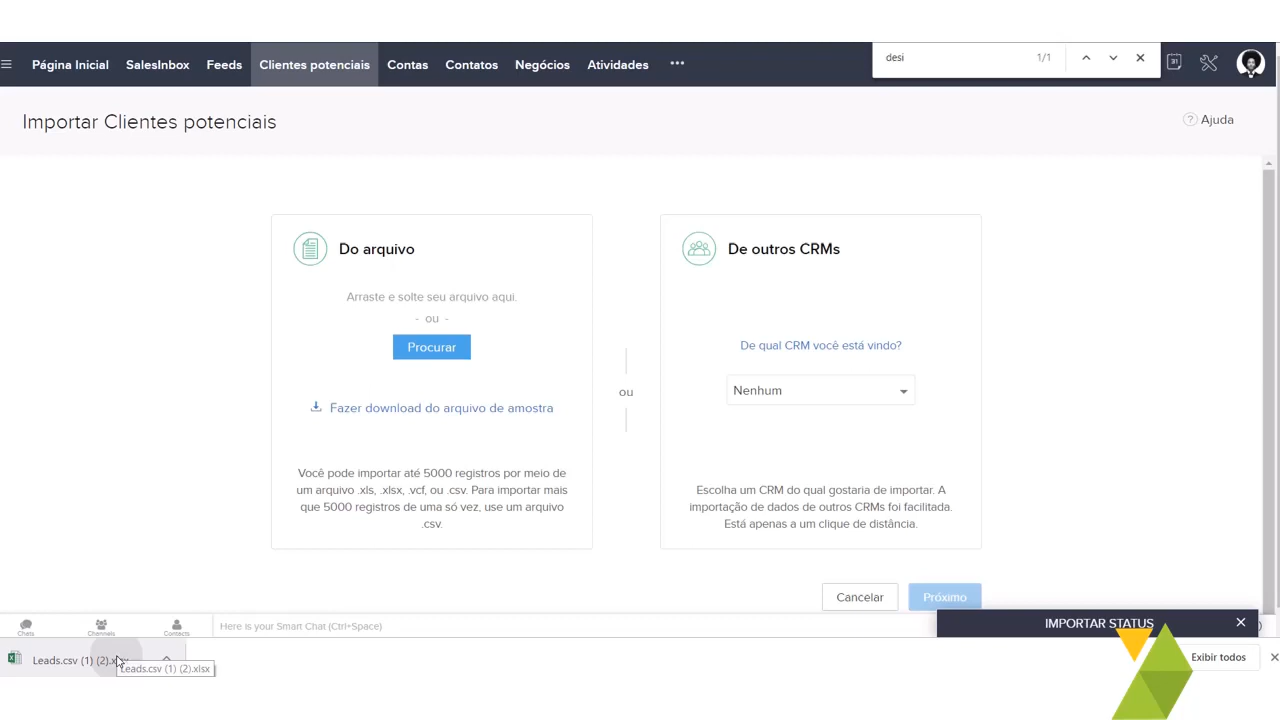 Página Inicial SalesInbox Feeds Clientes potenciais Contas Contatos Negócios Atividades ••• desi 1/1 31
Importar Clientes potenciais
? Ajuda
Do arquivo
Arraste e solte seu arquivo aqui.
- ou -
Procurar
Fazer download do arquivo de amostra
Você pode importar até 5000 registros por meio de
um arquivo .xls, .xlsx, .vcf, ou .csv. Para importar mais
que 5000 registros de uma só vez, use um arquivo
.csv.
ou
De outros CRMs
De qual CRM você está vindo?
Nenhum
Escolha um CRM do qual gostaria de importar. A
importação de dados de outros CRMs foi facilitada.
Está apenas a um clique de distância.
Cancelar Próximo
Chats Channels Contacts Here is your Smart Chat (Ctrl+Space)
IMPORTAR STATUS
Leads.csv (1) (2).xlsx
Leads.csv (1) (2).xlsx
Exibir todos